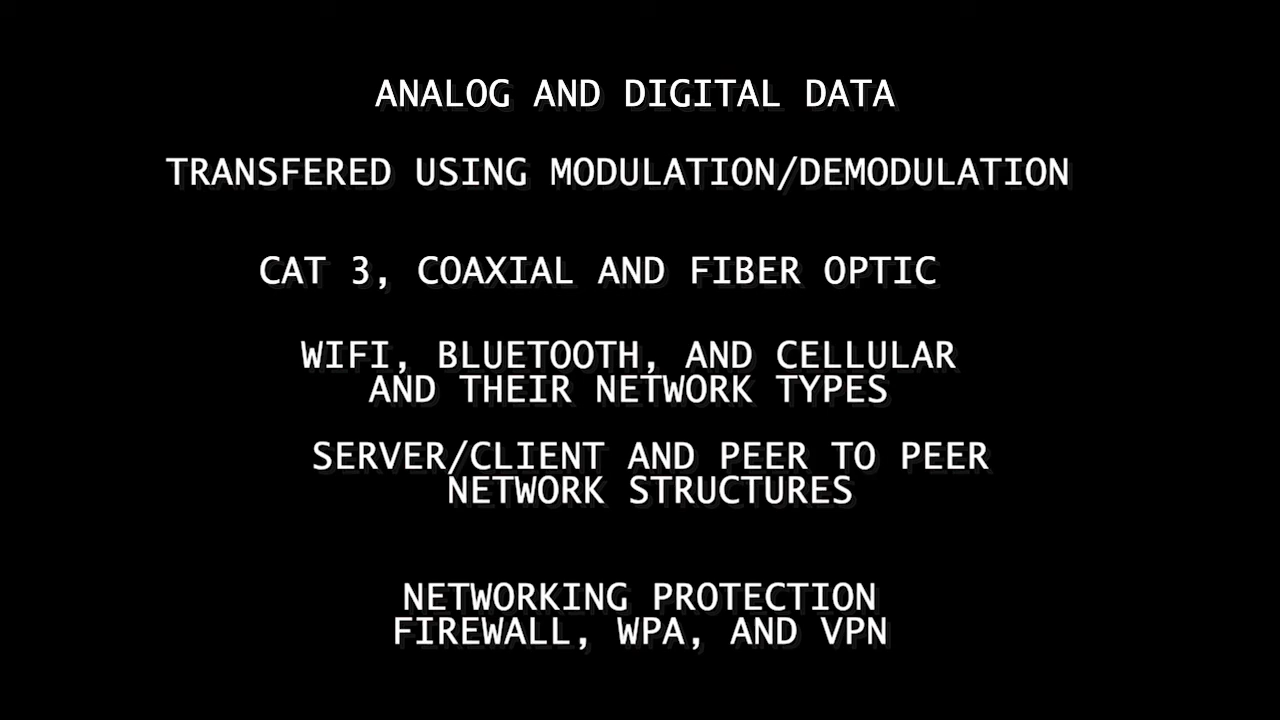 ANALOG AND DIGITAL DATA
TRANSFERED USING MODULATION/DEMODULATION
CAT 3, COAXIAL AND FIBER OPTIC
WIFI, BLUETOOTH, AND CELLULAR
AND THEIR NETWORK TYPES
SERVER/CLIENT AND PEER TO PEER
NETWORK STRUCTURES
NETWORKING PROTECTION
FIREWALL, WPA, AND VPN